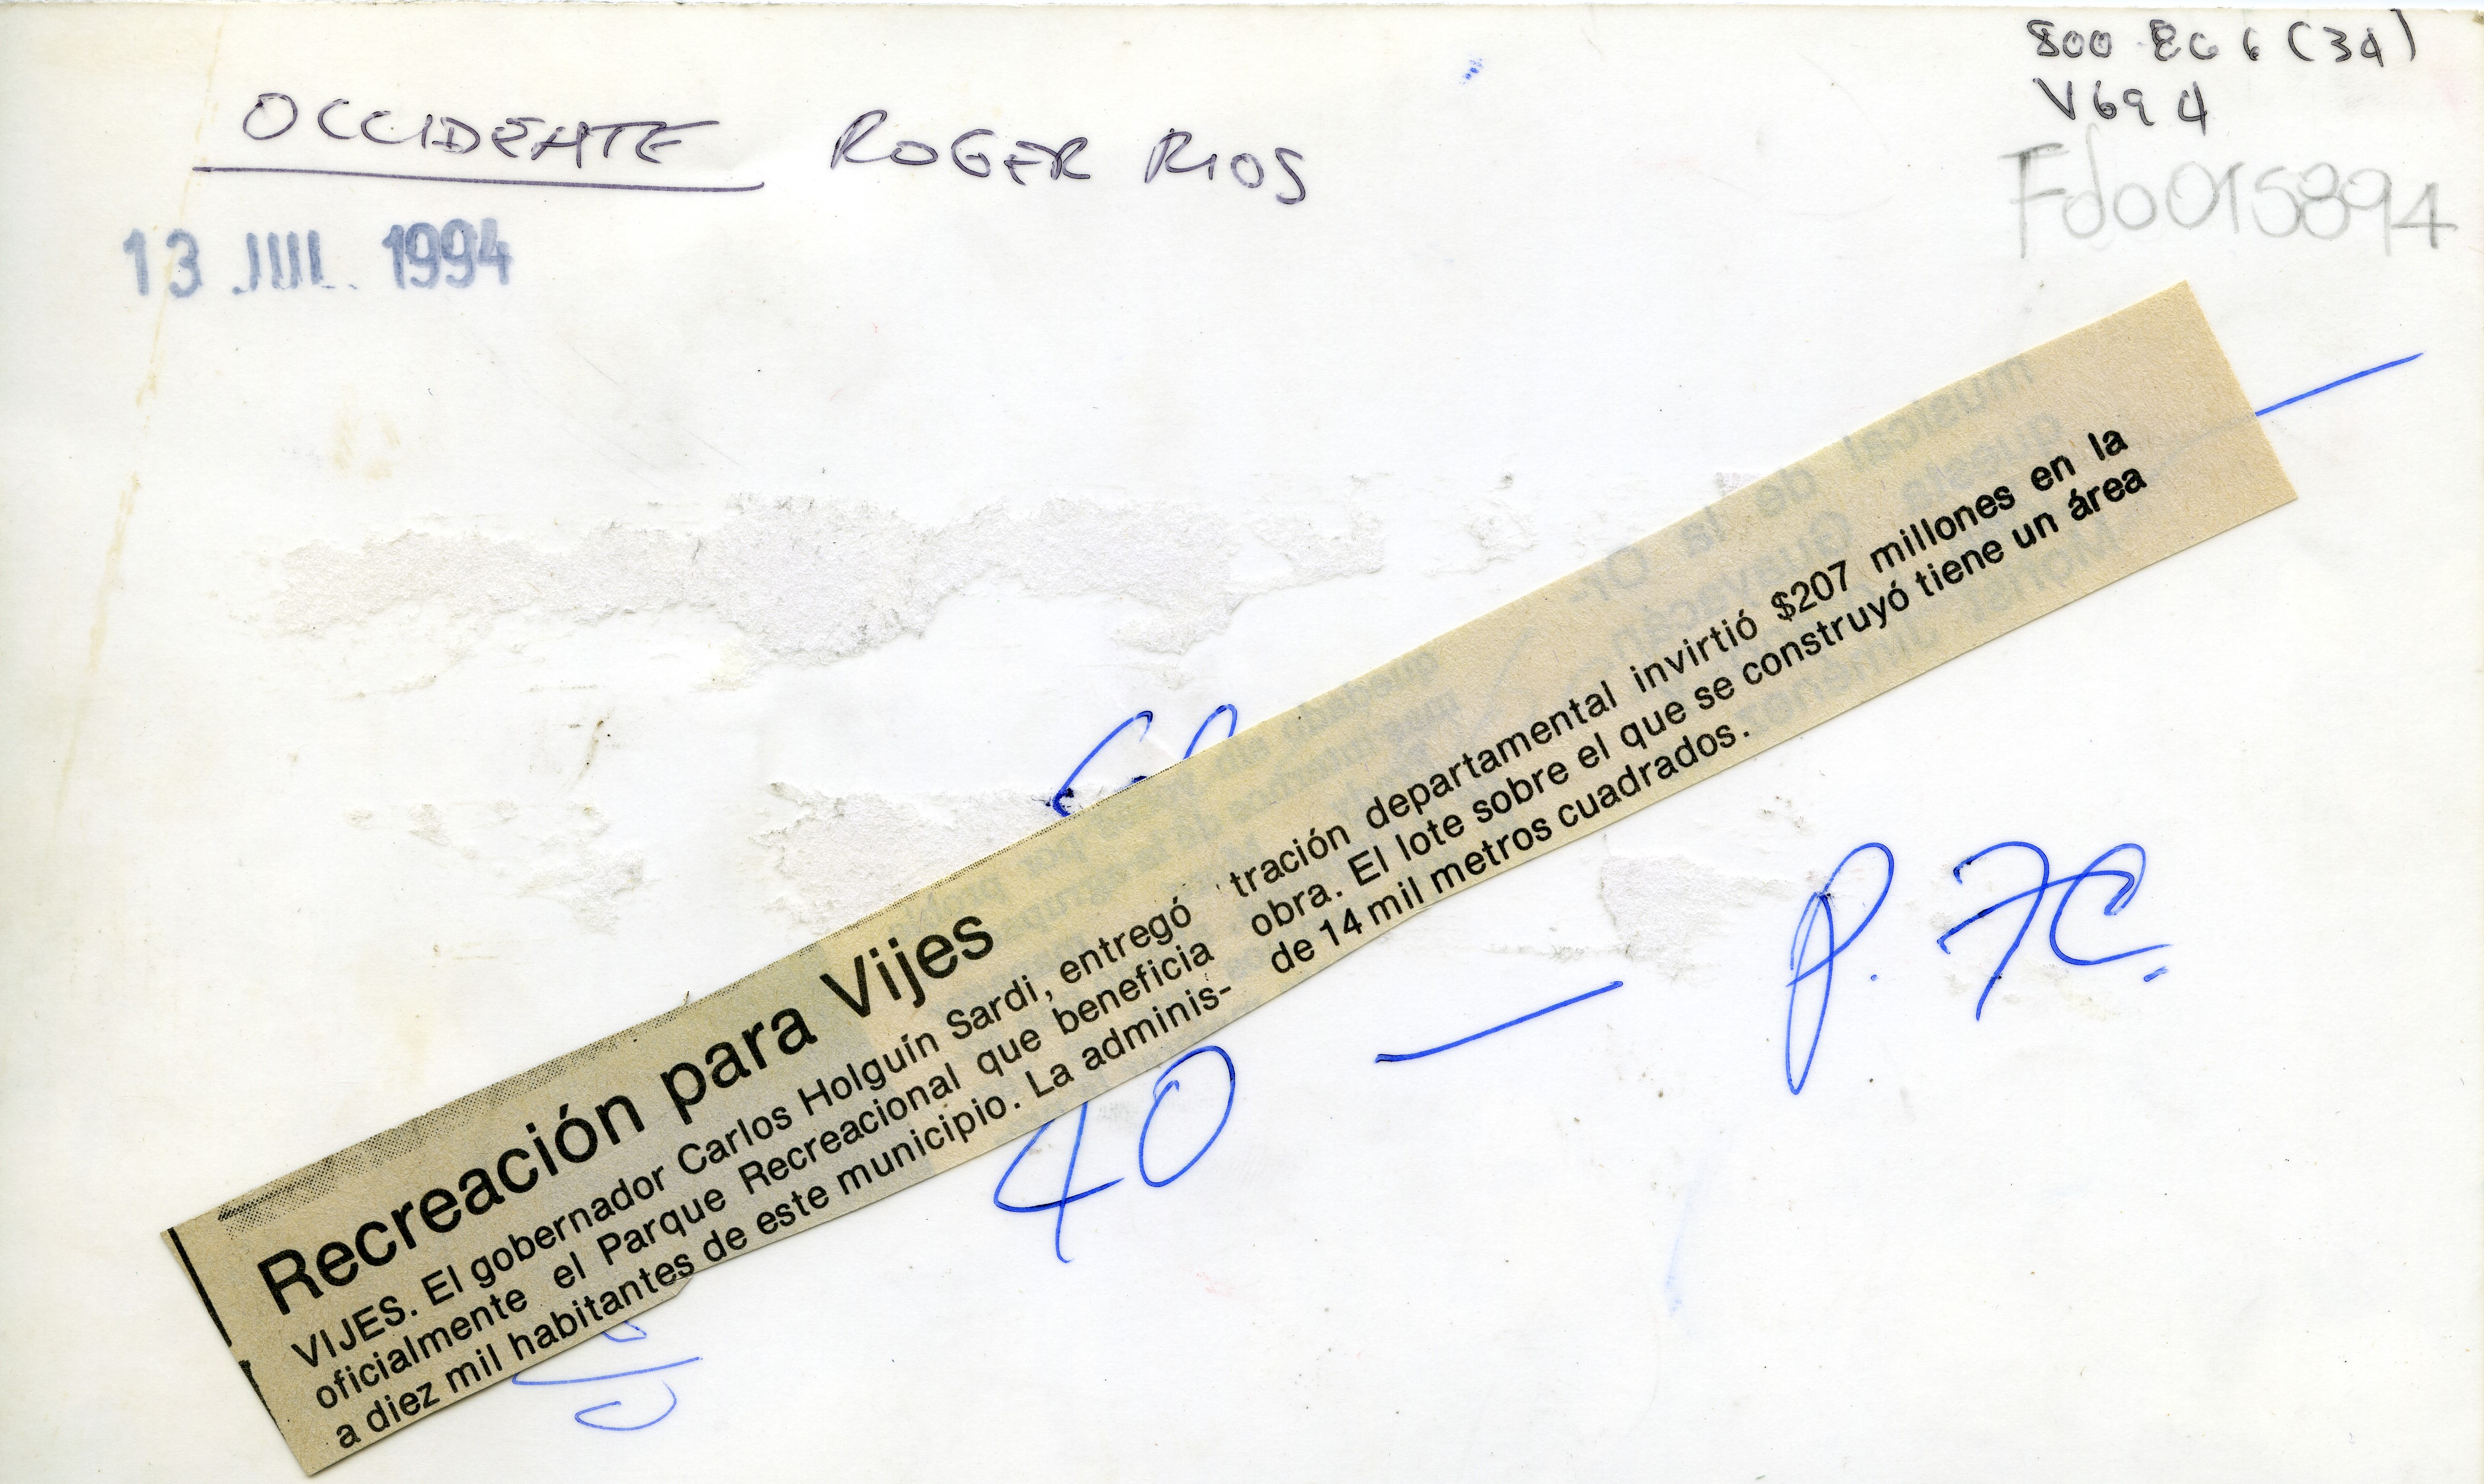 800-866 (34)
V69 4
Fdo015894
OCCIDENTE ROGER RIOS
13 JUL. 1994
Recreación para Vijes
VIJES. El gobernador Carlos Holguín Sardi, entregó
oficialmente el Parque Recreacional que beneficia
a diez mil habitantes de este municipio. La adminis-
tración departamental invirtió $207 millones en la
obra. El lote sobre el que se construyó tiene un área
de 14 mil metros cuadrados.
40 — P. 7C.